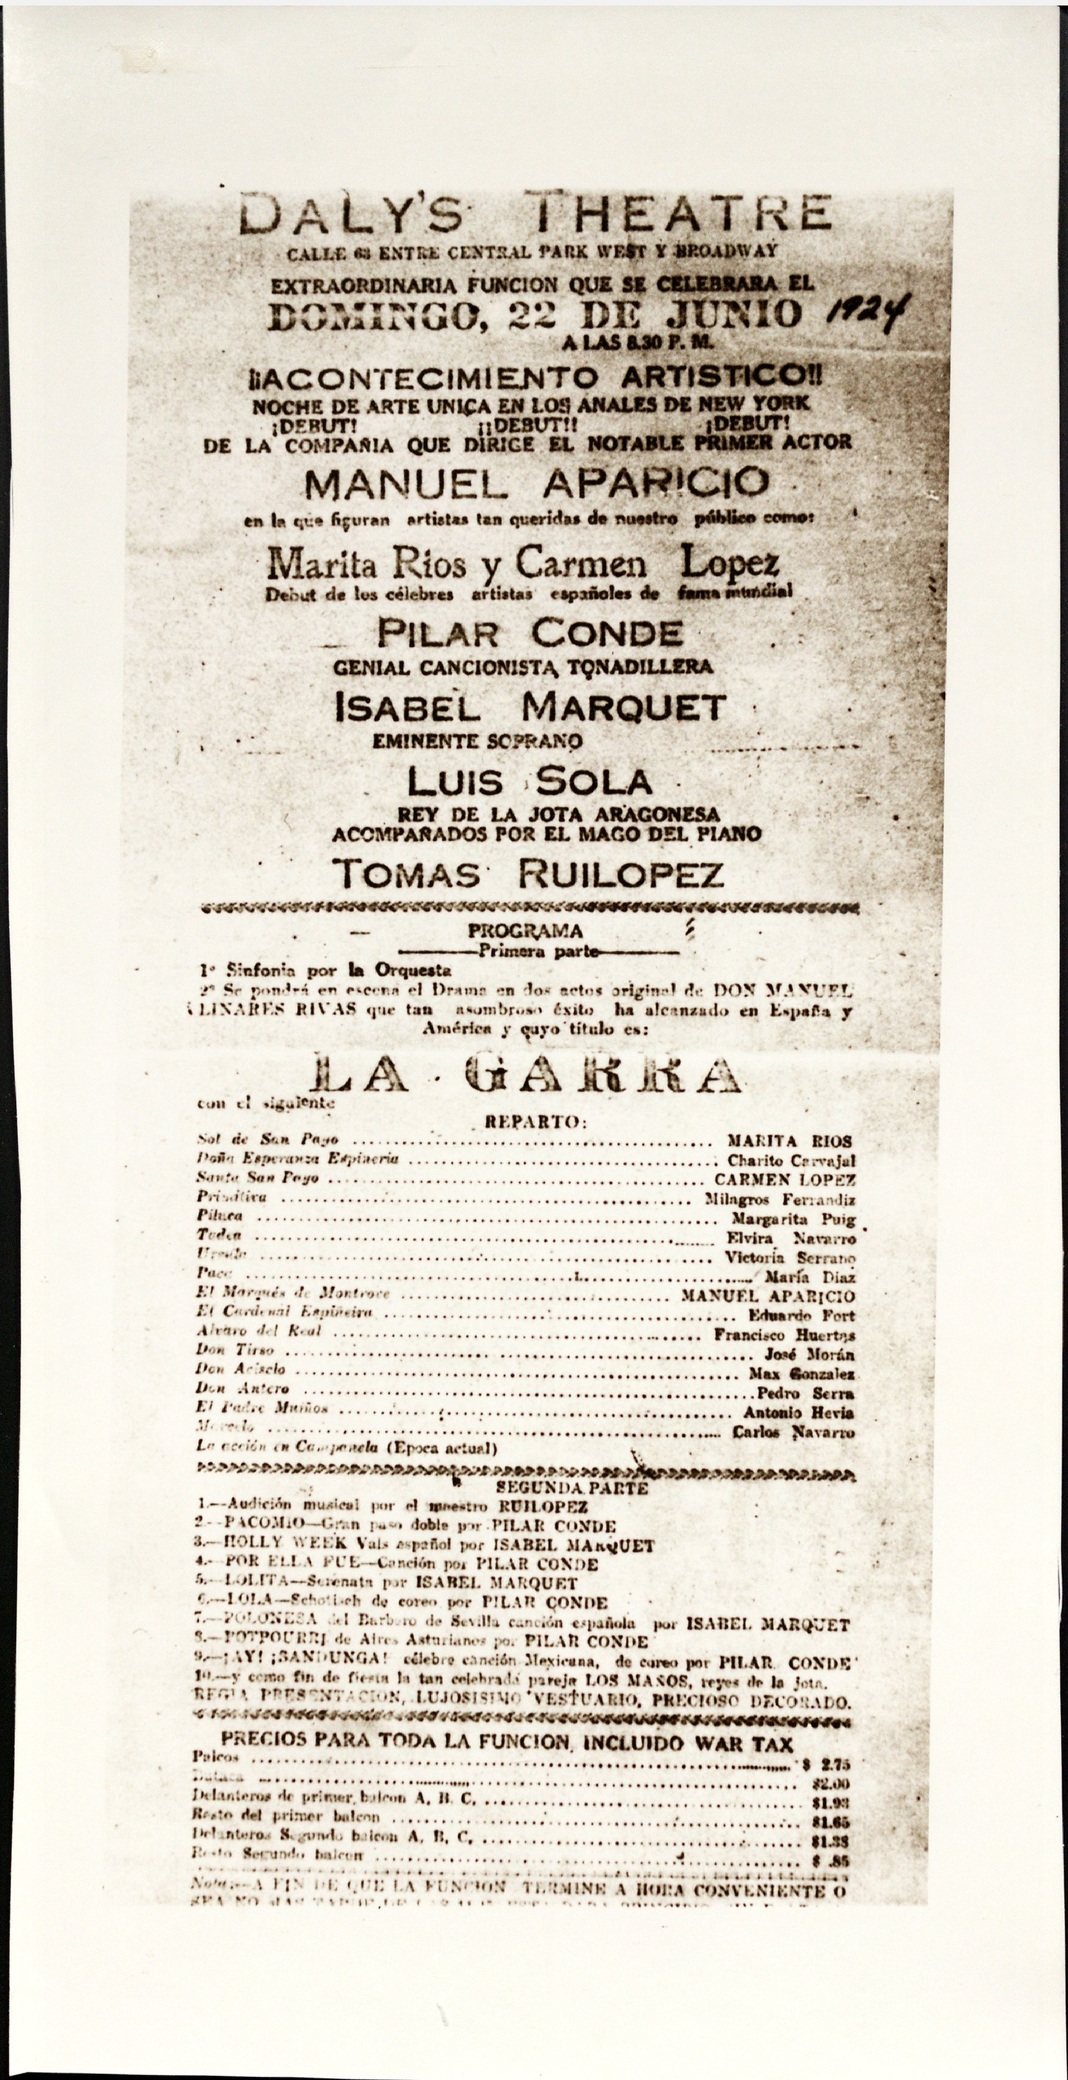 DALY'S THEATRE
CALLE 63 ENTRE CENTRAL PARK WEST Y BROADWAY
EXTRAORDINARIA FUNCION QUE SE CELEBRARA EL
DOMINGO, 22 DE JUNIO 1924
A LAS 8.30 P. M.
¡¡ACONTECIMIENTO ARTISTICO!!
NOCHE DE ARTE UNICA EN LOS ANALES DE NEW YORK
¡DEBUT! ¡¡DEBUT!! ¡DEBUT!
DE LA COMPAÑIA QUE DIRIGE EL NOTABLE PRIMER ACTOR
MANUEL APARICIO
en la que figuran artistas tan queridas de nuestro público como:
Marita Rios y Carmen Lopez
Debut de los célebres artistas españoles de fama mundial
PILAR CONDE
GENIAL CANCIONISTA TONADILLERA
ISABEL MARQUET
EMINENTE SOPRANO
LUIS SOLA
REY DE LA JOTA ARAGONESA
ACOMPAÑADOS POR EL MAGO DEL PIANO
TOMAS RUILOPEZ
PROGRAMA
Primera parte
1º Sinfonia por la Orquesta
2º Se pondrá en escena el Drama en dos actos original de DON MANUEL
LINARES RIVAS que tan asombroso éxito ha alcanzado en España y
América y cuyo titulo es:
LA GARRA
con el siguiente
REPARTO:
Sol de San Payo ........ MARITA RIOS
Doña Esperanza Espineria ........ Charito Carvajal
Santa San Payo ........ CARMEN LOPEZ
Primitiva ........ Milagros Ferrandiz
Piluca ........ Margarita Puig
Tadea ........ Elvira Navarro
Ursula ........ Victoria Serrano
Paco ........ María Diaz
El Marqués de Montroce ........ MANUEL APARICIO
El Cardenal Espiñeira ........ Eduardo Fort
Alvaro del Real ........ Francisco Huertas
Don Tirso ........ José Morán
Don Acisclo ........ Max Gonzalez
Don Antero ........ Pedro Serra
El Padre Muiños ........ Antonio Hevia
Marcelo ........ Carlos Navarro
La acción en Campanela (Epoca actual)
SEGUNDA PARTE
1.—Audición musical por el maestro RUILOPEZ
2.—PACOMIO—Gran paso doble por PILAR CONDE
3.—HOLLY WEEK Vals español por ISABEL MARQUET
4.—POR ELLA FUE—Canción por PILAR CONDE
5.—LOLITA—Serenata por ISABEL MARQUET
6.—LOLA—Schotisch de coreo por PILAR CONDE
7.—POLONESA del Barbero de Sevilla canción española por ISABEL MARQUET
8.—POTPOURRI de Aires Asturianos por PILAR CONDE
9.—¡AY! ¡SANDUNGA! célebre canción Mexicana, de coreo por PILAR CONDE
10.—y como fin de fiesta la tan celebrada pareja LOS MAÑOS, reyes de la jota.
REGIA PRESENTACION, LUJOSISIMO VESTUARIO, PRECIOSO DECORADO.
PRECIOS PARA TODA LA FUNCION, INCLUIDO WAR TAX
Palcos ........ $ 2.75
Butaca ........ $2.00
Delanteros de primer balcon A, B, C, ........ $1.93
Resto del primer balcon ........ $1.65
Delanteros Segundo balcon A, B, C, ........ $1.38
Resto Segundo balcon ........ $ .85
Nota:—A FIN DE QUE LA FUNCION TERMINE A HORA CONVENIENTE O
SEA NO MAS TARDE DE LAS